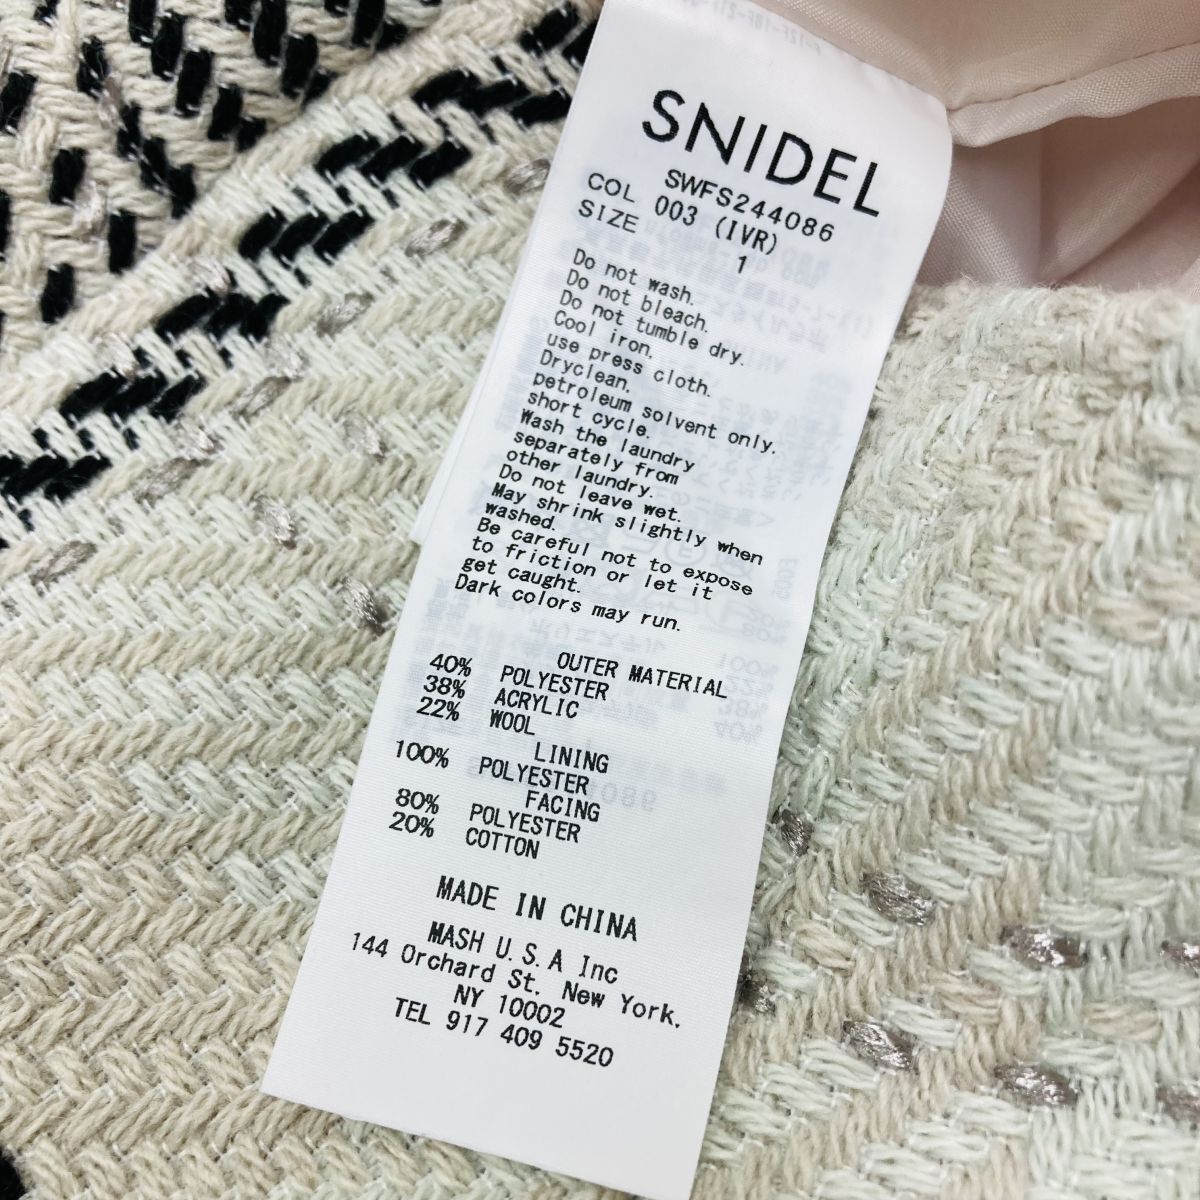 SNIDEL
SWFS244086
COL 003 (IVR)
SIZE 1
Do not wash.
Do not bleach.
Do not tumble dry.
Cool iron,
use press cloth.
Dryclean,
petroleum solvent only,
short cycle.
Wash the laundry
separately from
other laundry.
Do not leave wet.
May shrink slightly when
washed.
Be careful not to expose
to friction or let it
get caught.
Dark colors may run.
OUTER MATERIAL
40% POLYESTER
38% ACRYLIC
22% WOOL
LINING
100% POLYESTER
FACING
80% POLYESTER
20% COTTON
MADE IN CHINA
MASH U.S.A Inc
144 Orchard St, New York,
NY 10002
TEL 917 409 5520